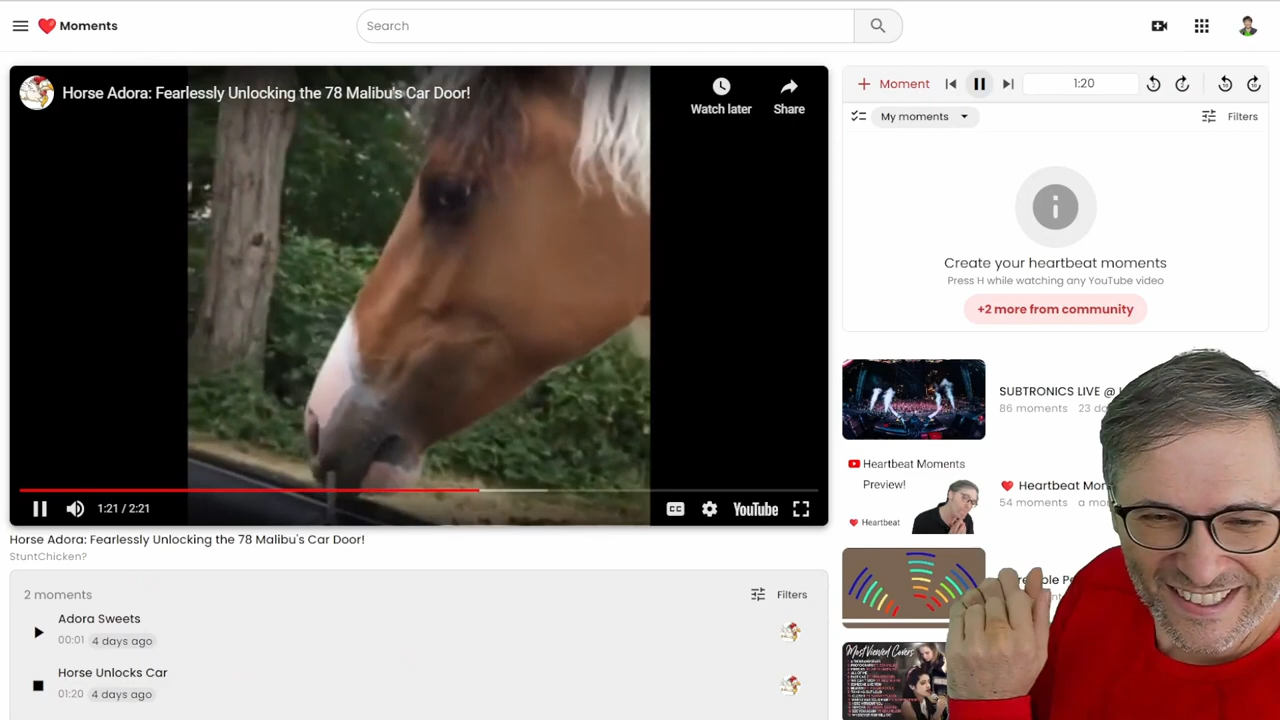 Moments
Search
Horse Adora: Fearlessly Unlocking the 78 Malibu's Car Door!
Watch later
Share
1:21 / 2:21
CC
YouTube
Horse Adora: Fearlessly Unlocking the 78 Malibu's Car Door!
StuntChicken?
2 moments
Filters
Adora Sweets
00:01 4 days ago
Horse Unlocks Car
01:20 4 days ago
+ Moment
1:20
My moments
Filters
Create your heartbeat moments
Press H while watching any YouTube video
+2 more from community
SUBTRONICS LIVE @
86 moments 23
Heartbeat Moments
Preview!
Heartbeat
Heartbeat
54 moments
Most Viewed Covers